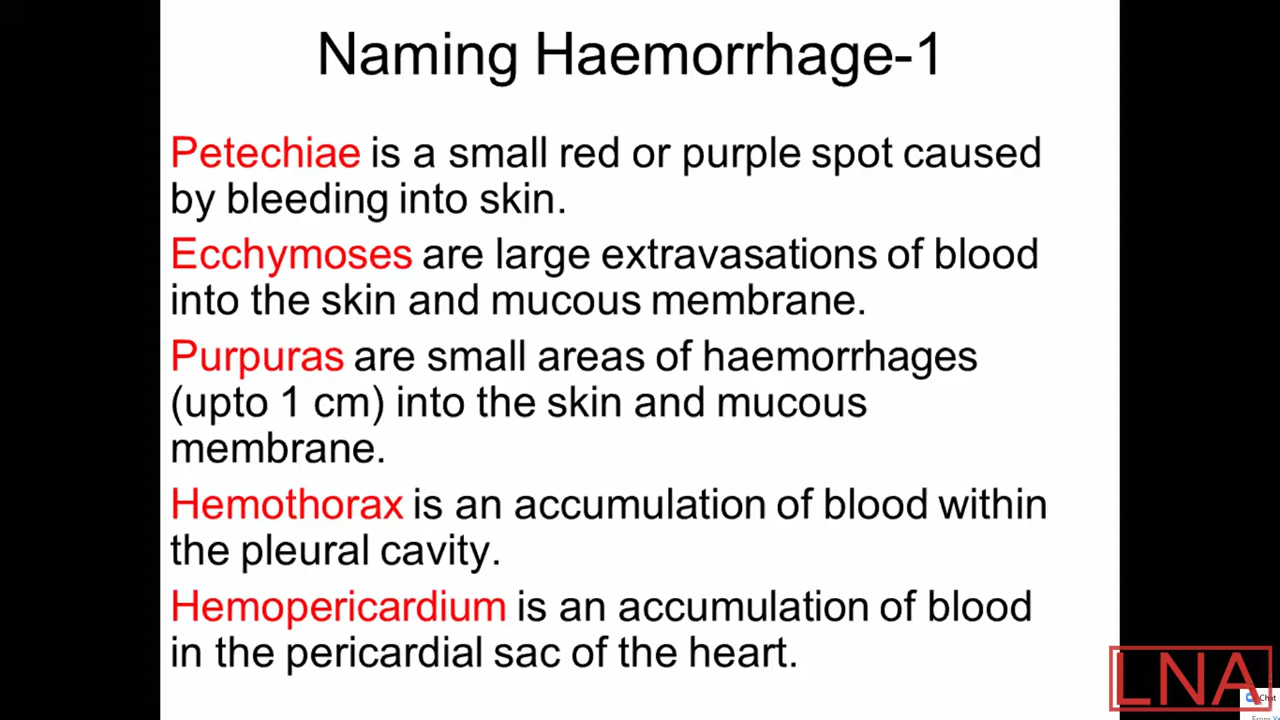 Naming Haemorrhage-1
Petechiae is a small red or purple spot caused
by bleeding into skin.
Ecchymoses are large extravasations of blood
into the skin and mucous membrane.
Purpuras are small areas of haemorrhages
(upto 1 cm) into the skin and mucous
membrane.
Hemothorax is an accumulation of blood within
the pleural cavity.
Hemopericardium is an accumulation of blood
in the pericardial sac of the heart.
LNA
Chat
From